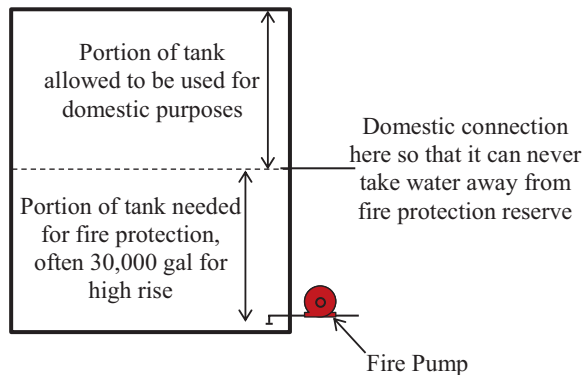 Portion of tank
allowed to be used for
domestic purposes
Domestic connection
here so that it can never
take water away from
fire protection reserve
Portion of tank needed
for fire protection,
often 30,000 gal for
high rise
Fire Pump